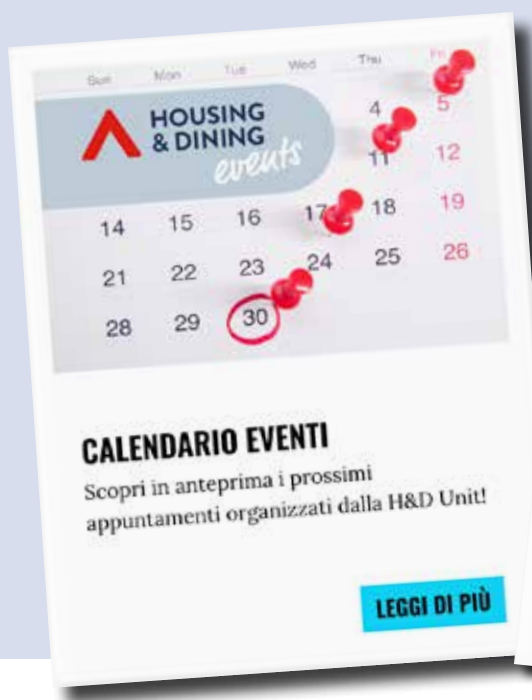 Sun Mon Tue Wed Thu Fri
HOUSING
& DINING
events
4 5
11 12
14 15 16 17 18 19
21 22 23 24 25 26
28 29 30
CALENDARIO EVENTI
Scopri in anteprima i prossimi
appuntamenti organizzati dalla H&D Unit!
LEGGI DI PIÙ